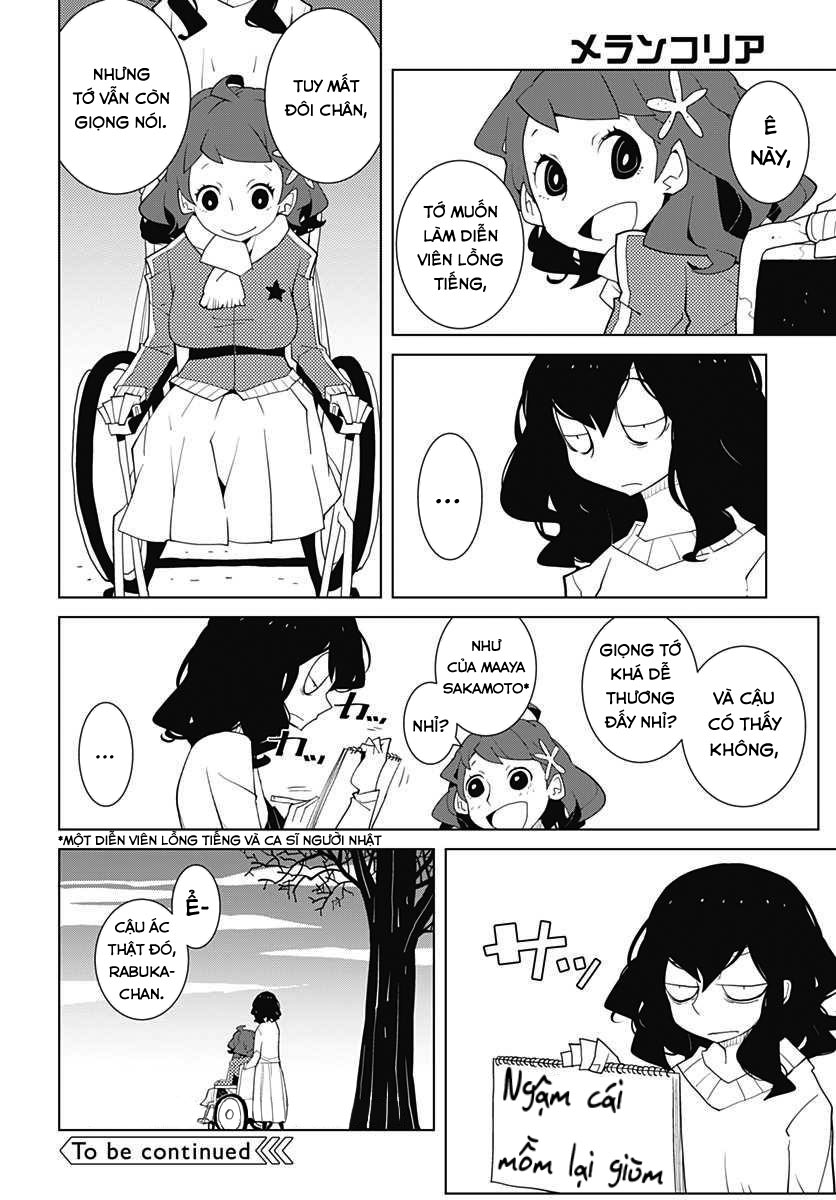 メランコリア
Ê
NÀY,
TỚ MUỐN
LÀM DIỄN
VIÊN LỒNG
TIẾNG,
TUY MẤT
ĐÔI CHÂN,
NHƯNG
TỚ VẪN CÒN
GIỌNG NÓI.
...
VÀ CẬU
CÓ THẤY
KHÔNG,
GIỌNG TỚ
KHÁ DỄ
THƯƠNG
ĐẤY NHỈ?
NHƯ
CỦA MAAYA
SAKAMOTO*
NHỈ?
カッ
カッ
...
*MỘT DIỄN VIÊN LỒNG TIẾNG VÀ CA SĨ NGƯỜI NHẬT
サッ
Ngậm cái
mồm lại giùm
Ể-
CẬU ÁC
THẬT ĐÓ,
RABUKA-
CHAN.
To be continued